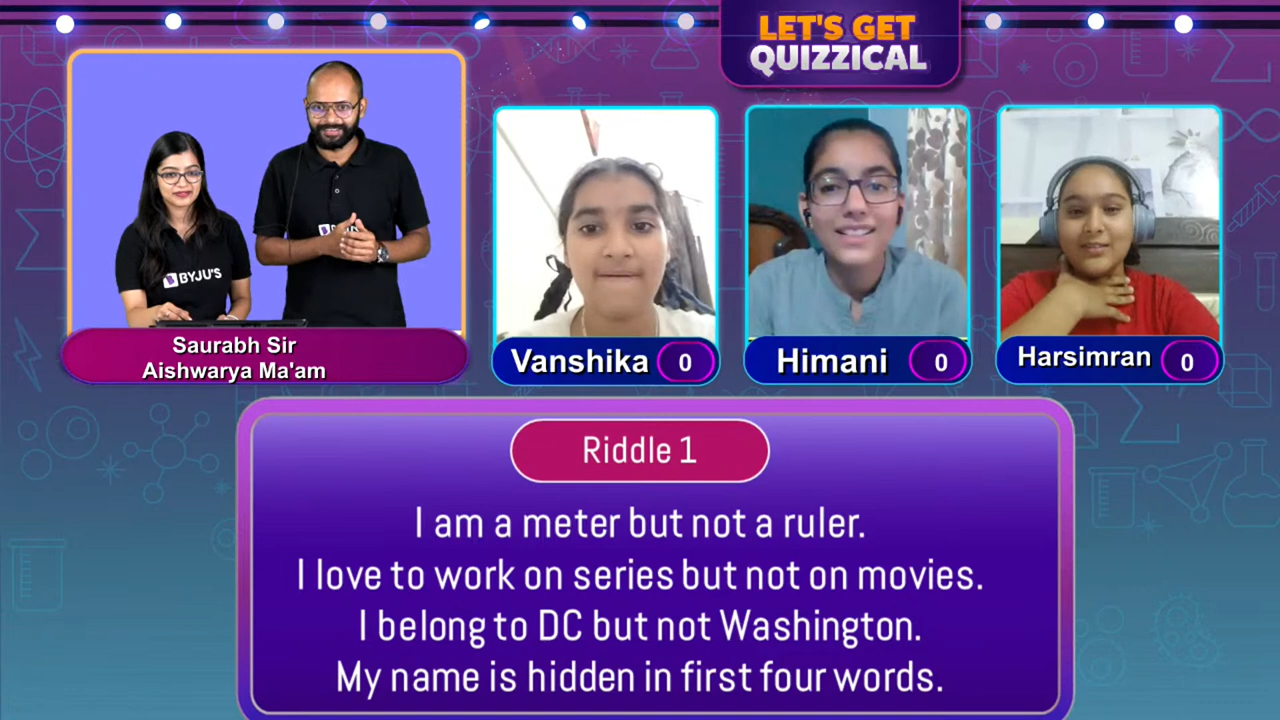 LET'S GET
QUIZZICAL
BYJU'S
BYJU'S
Saurabh Sir
Aishwarya Ma'am
Vanshika 0
Himani 0
Harsimran 0
Riddle 1
I am a meter but not a ruler.
I love to work on series but not on movies.
I belong to DC but not Washington.
My name is hidden in first four words.